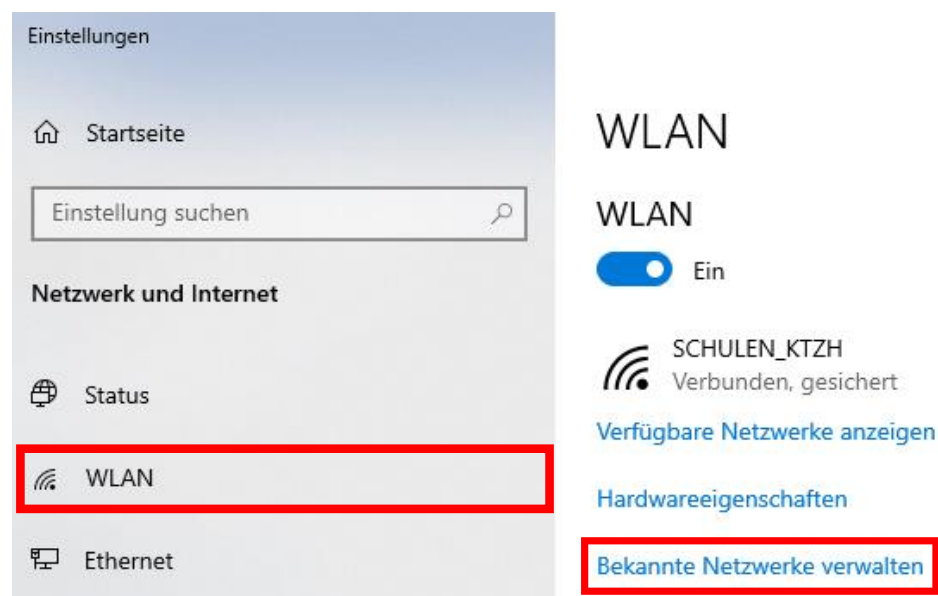 Einstellungen
Startseite
Einstellung suchen
Netzwerk und Internet
Status
WLAN
Ethernet
WLAN
WLAN
Ein
SCHULEN_KTZH
Verbunden, gesichert
Verfügbare Netzwerke anzeigen
Hardwareeigenschaften
Bekannte Netzwerke verwalten